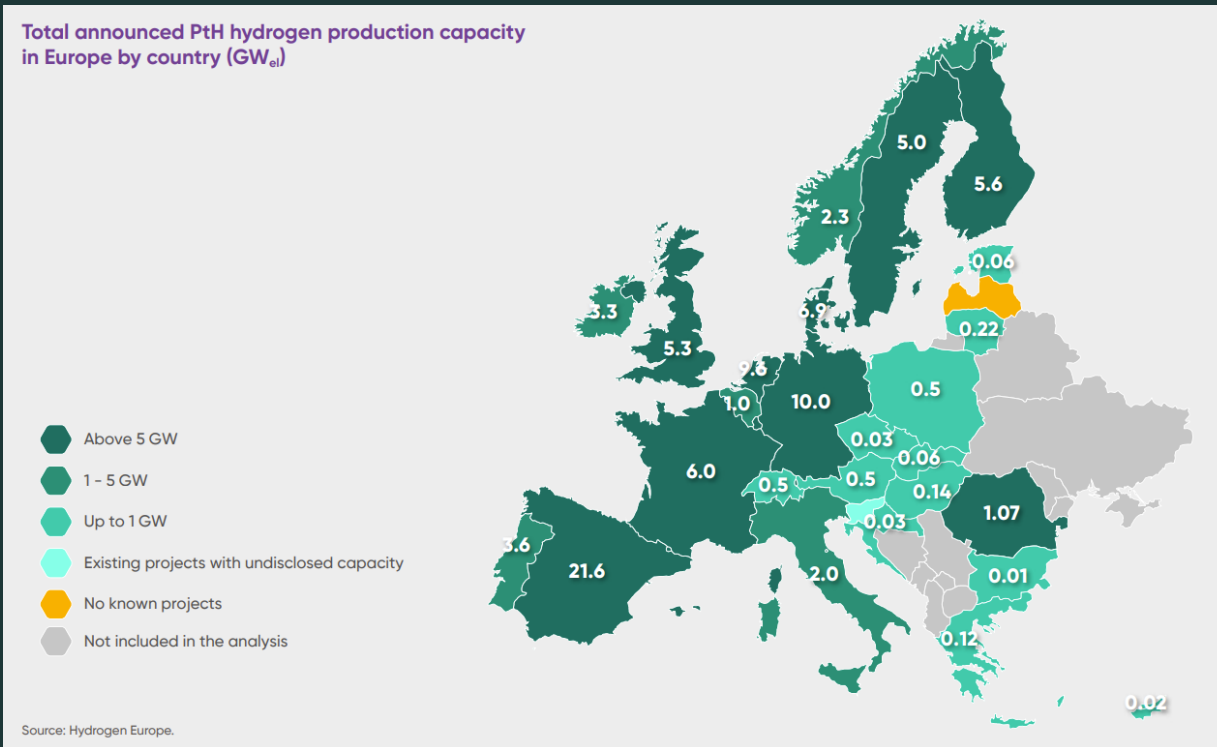 Total announced PtH hydrogen production capacity
in Europe by country (GWel)
5.0
5.6
2.3
0.06
3.3
6.9
0.22
5.3
9.6
1.0
10.0
0.5
0.03
0.06
6.0
0.5
0.5
0.14
0.03
1.07
3.6
21.6
2.0
0.01
0.12
0.02
Above 5 GW
1 - 5 GW
Up to 1 GW
Existing projects with undisclosed capacity
No known projects
Not included in the analysis
Source: Hydrogen Europe.